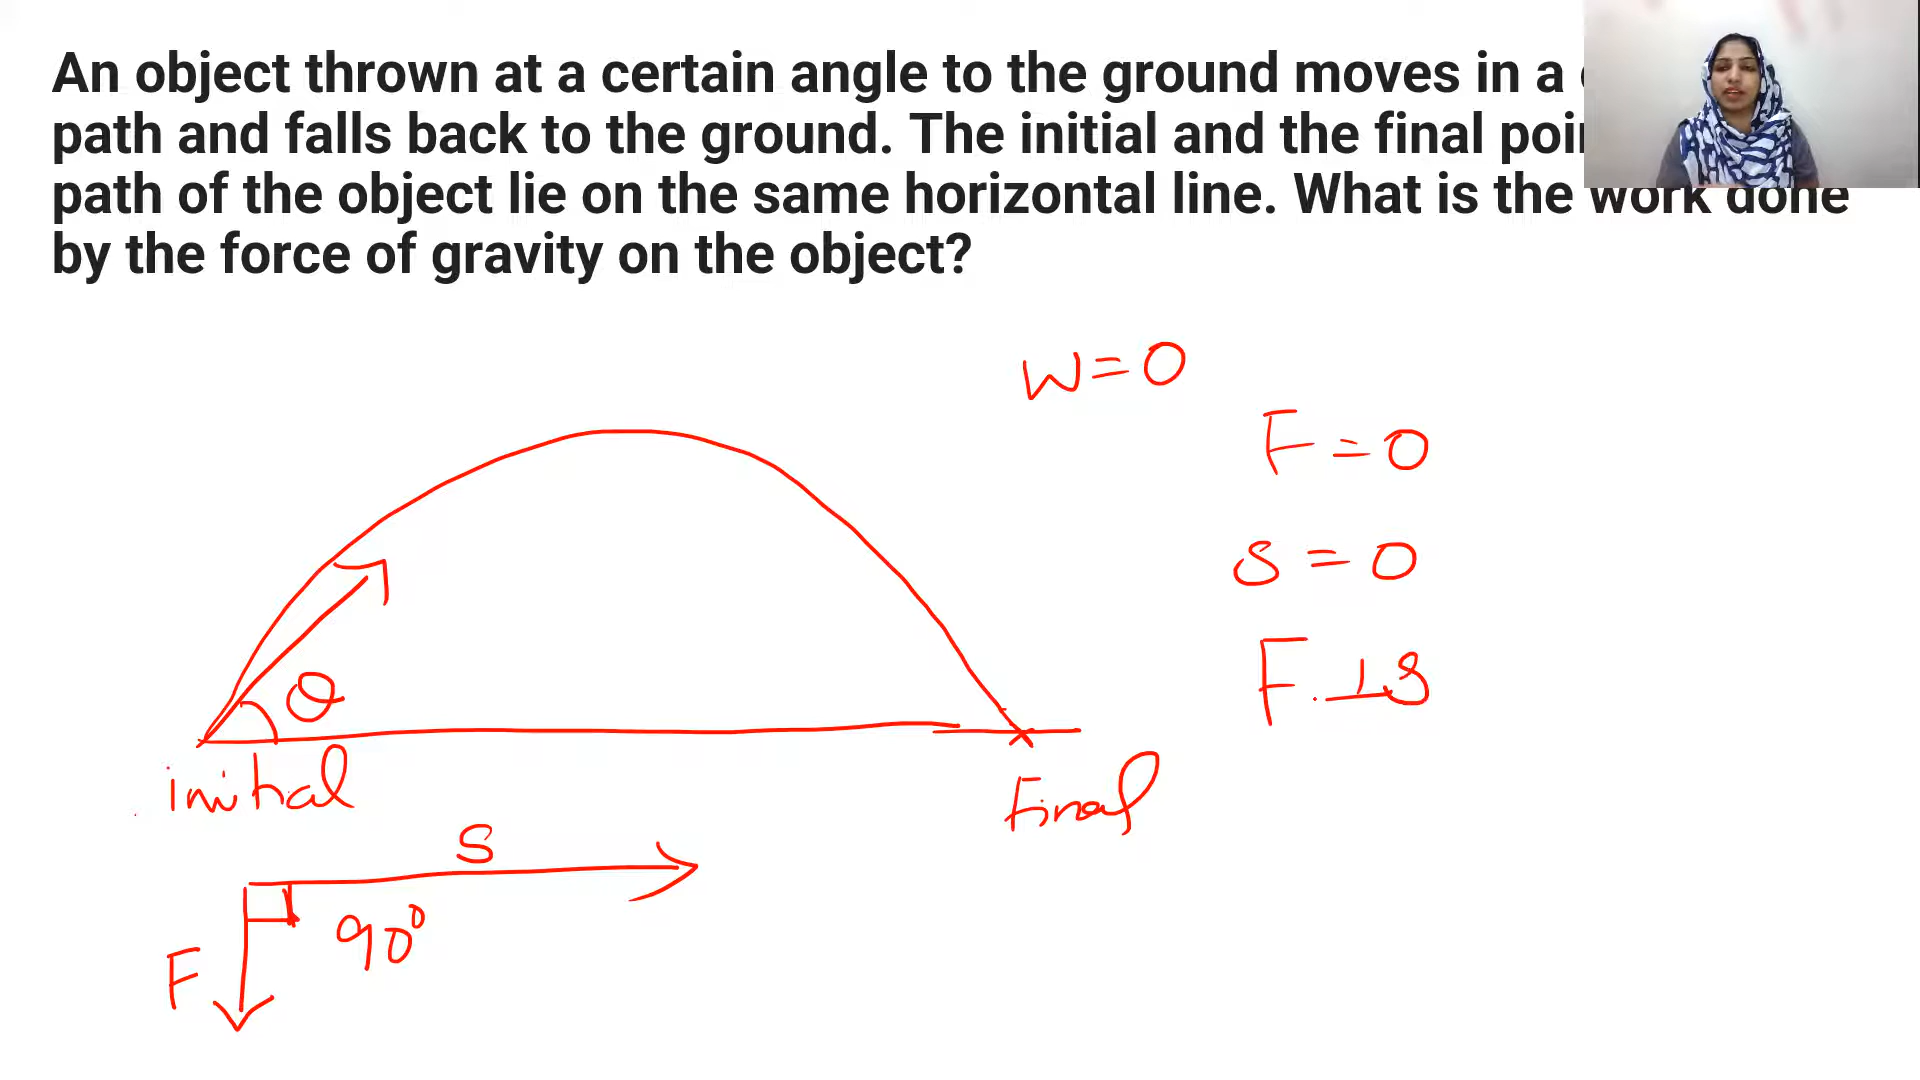 An object thrown at a certain angle to the ground moves in a
path and falls back to the ground. The initial and the final
path of the object lie on the same horizontal line. What is the work done
by the force of gravity on the object?
W=0
F=0
S=0
F.⊥S
θ
initial
Final
S
90°
F